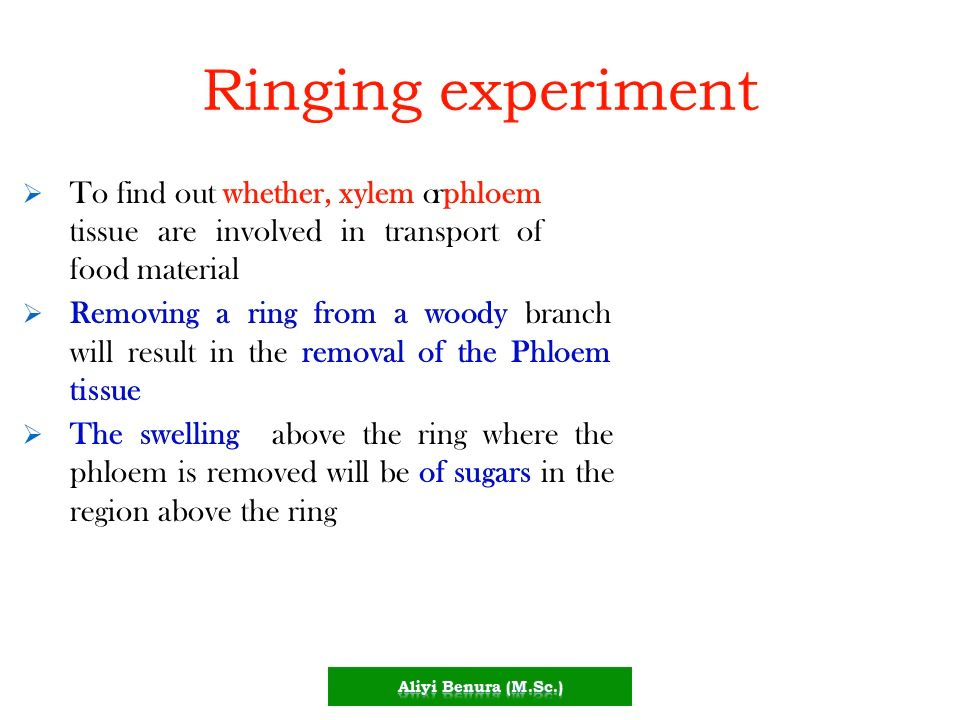 Ringing experiment
➢ To find out whether, xylem orphloem
tissue are involved in transport of
food material
➢ Removing a ring from a woody branch
will result in the removal of the Phloem
tissue
➢ The swelling above the ring where the
phloem is removed will be of sugars in the
region above the ring
Aliyi Benura (M.Sc.)